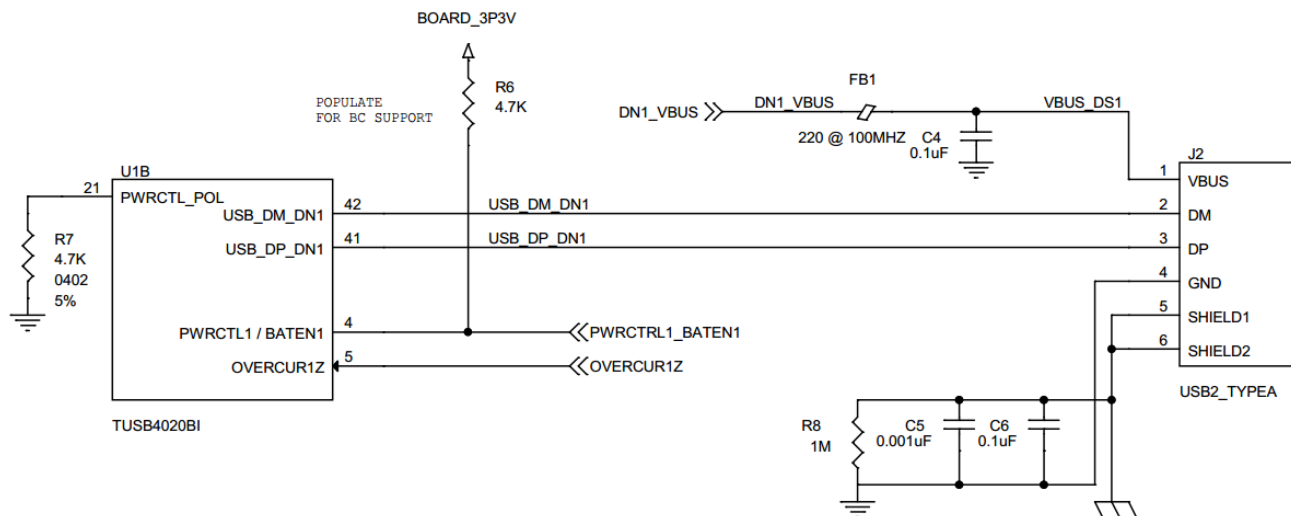 BOARD_3P3V
R6
4.7K
POPULATE
FOR BC SUPPORT
FB1
DN1_VBUS
DN1_VBUS
VBUS_DS1
220 @ 100MHZ
C4
0.1uF
J2
U1B
21
PWRCTL_POL
1
VBUS
USB_DM_DN1
42
USB_DM_DN1
2
DM
USB_DP_DN1
41
USB_DP_DN1
3
DP
R7
4.7K
0402
5%
4
GND
5
SHIELD1
PWRCTL1 / BATEN1
4
PWRCTRL1_BATEN1
6
SHIELD2
OVERCUR1Z
5
OVERCUR1Z
USB2_TYPEA
TUSB4020BI
R8
1M
C5
0.001uF
C6
0.1uF